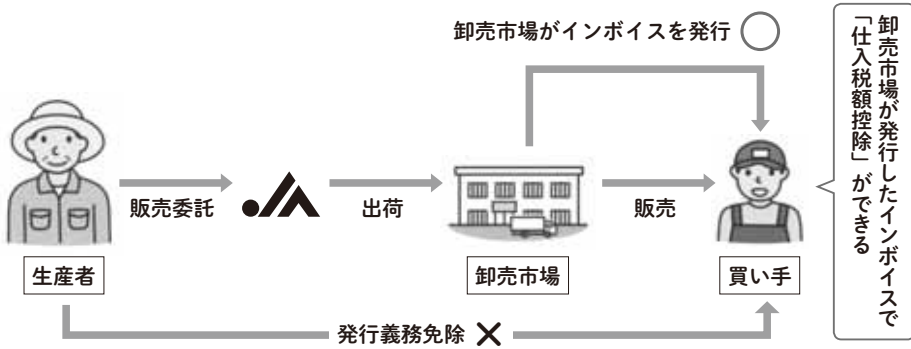 卸売市場がインボイスを発行 ◯
卸売市場が発行したインボイスで
「仕入税額控除」ができる
販売委託
JA
出荷
販売
生産者
卸売市場
買い手
発行義務免除 ×